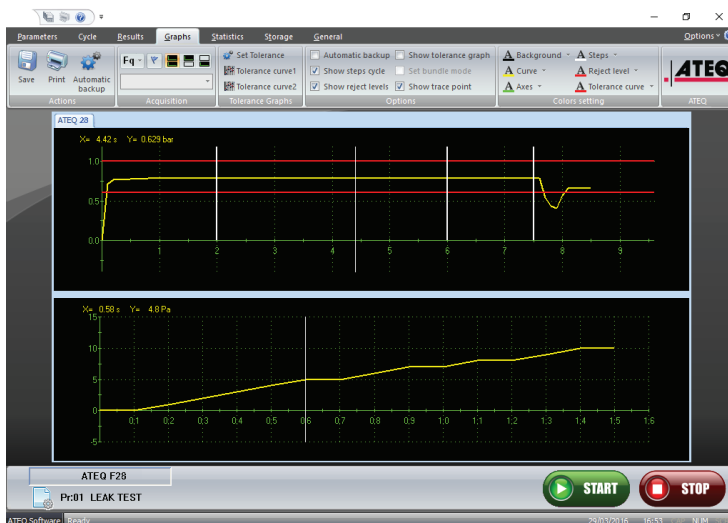 Parameters Cycle Results Graphs Statistics Storage General Options
Save Print Automatic backup
Actions
Fq
Acquisition
Set Tolerance
Tolerance curve1
Tolerance curve2
Tolerance Graphs
Automatic backup Show tolerance graph
Show steps cycle Set bundle mode
Show reject levels Show trace point
Options
A Background A Steps
A Curve A Reject level
A Axes A Tolerance curve
Colors setting
ATEQ
ATEQ
ATEQ 28
X= 4.42 s Y= 0.629 bar
1.0
0.5
0.0
1 2 3 4 5 6 7 8 9
X= 0.58 s Y= 4.8 Pa
15
10
5
0
-5
0.1 0.2 0.3 0.4 0.5 0.6 0.7 0.8 0.9 1.0 1.1 1.2 1.3 1.4 1.5 1.6
ATEQ F28
Pr:01 LEAK TEST
START STOP
ATEQ Software Ready 29/03/2016 16:53 CAP NUM